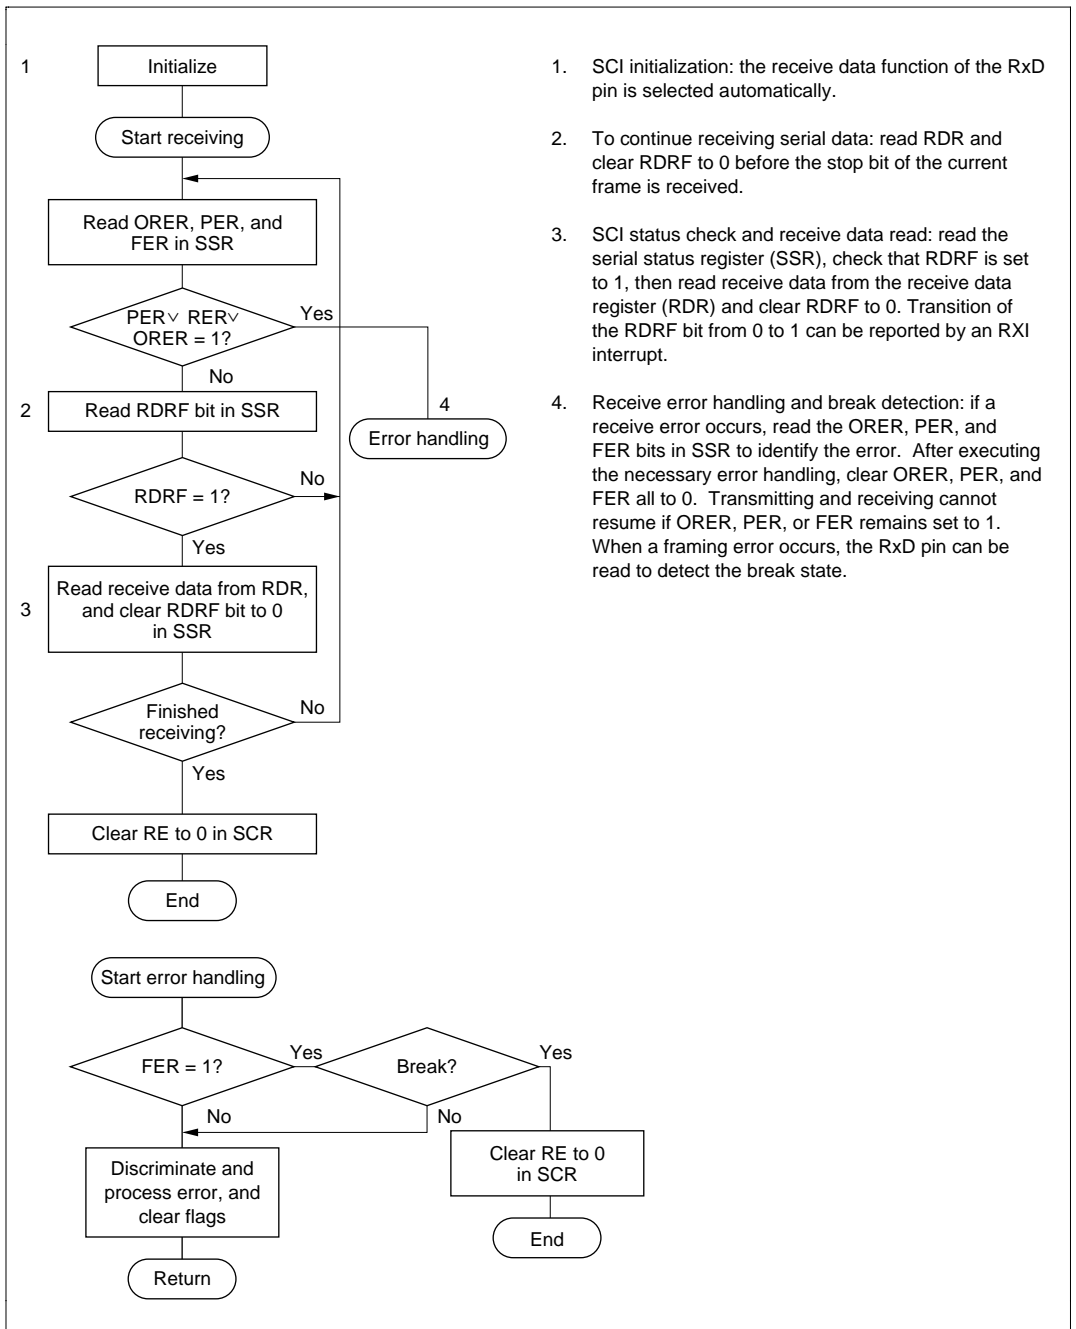 1
Initialize
Start receiving
Read ORER, PER, and
FER in SSR
PER∨ RER∨
ORER = 1?
Yes
No
2
Read RDRF bit in SSR
4
Error handling
RDRF = 1?
No
Yes
3
Read receive data from RDR,
and clear RDRF bit to 0
in SSR
Finished
receiving?
No
Yes
Clear RE to 0 in SCR
End
1. SCI initialization: the receive data function of the RxD
pin is selected automatically.
2. To continue receiving serial data: read RDR and
clear RDRF to 0 before the stop bit of the current
frame is received.
3. SCI status check and receive data read: read the
serial status register (SSR), check that RDRF is set
to 1, then read receive data from the receive data
register (RDR) and clear RDRF to 0. Transition of
the RDRF bit from 0 to 1 can be reported by an RXI
interrupt.
4. Receive error handling and break detection: if a
receive error occurs, read the ORER, PER, and
FER bits in SSR to identify the error. After executing
the necessary error handling, clear ORER, PER, and
FER all to 0. Transmitting and receiving cannot
resume if ORER, PER, or FER remains set to 1.
When a framing error occurs, the RxD pin can be
read to detect the break state.
Start error handling
FER = 1?
Yes
Break?
Yes
No
No
Discriminate and
process error, and
clear flags
Clear RE to 0
in SCR
End
Return